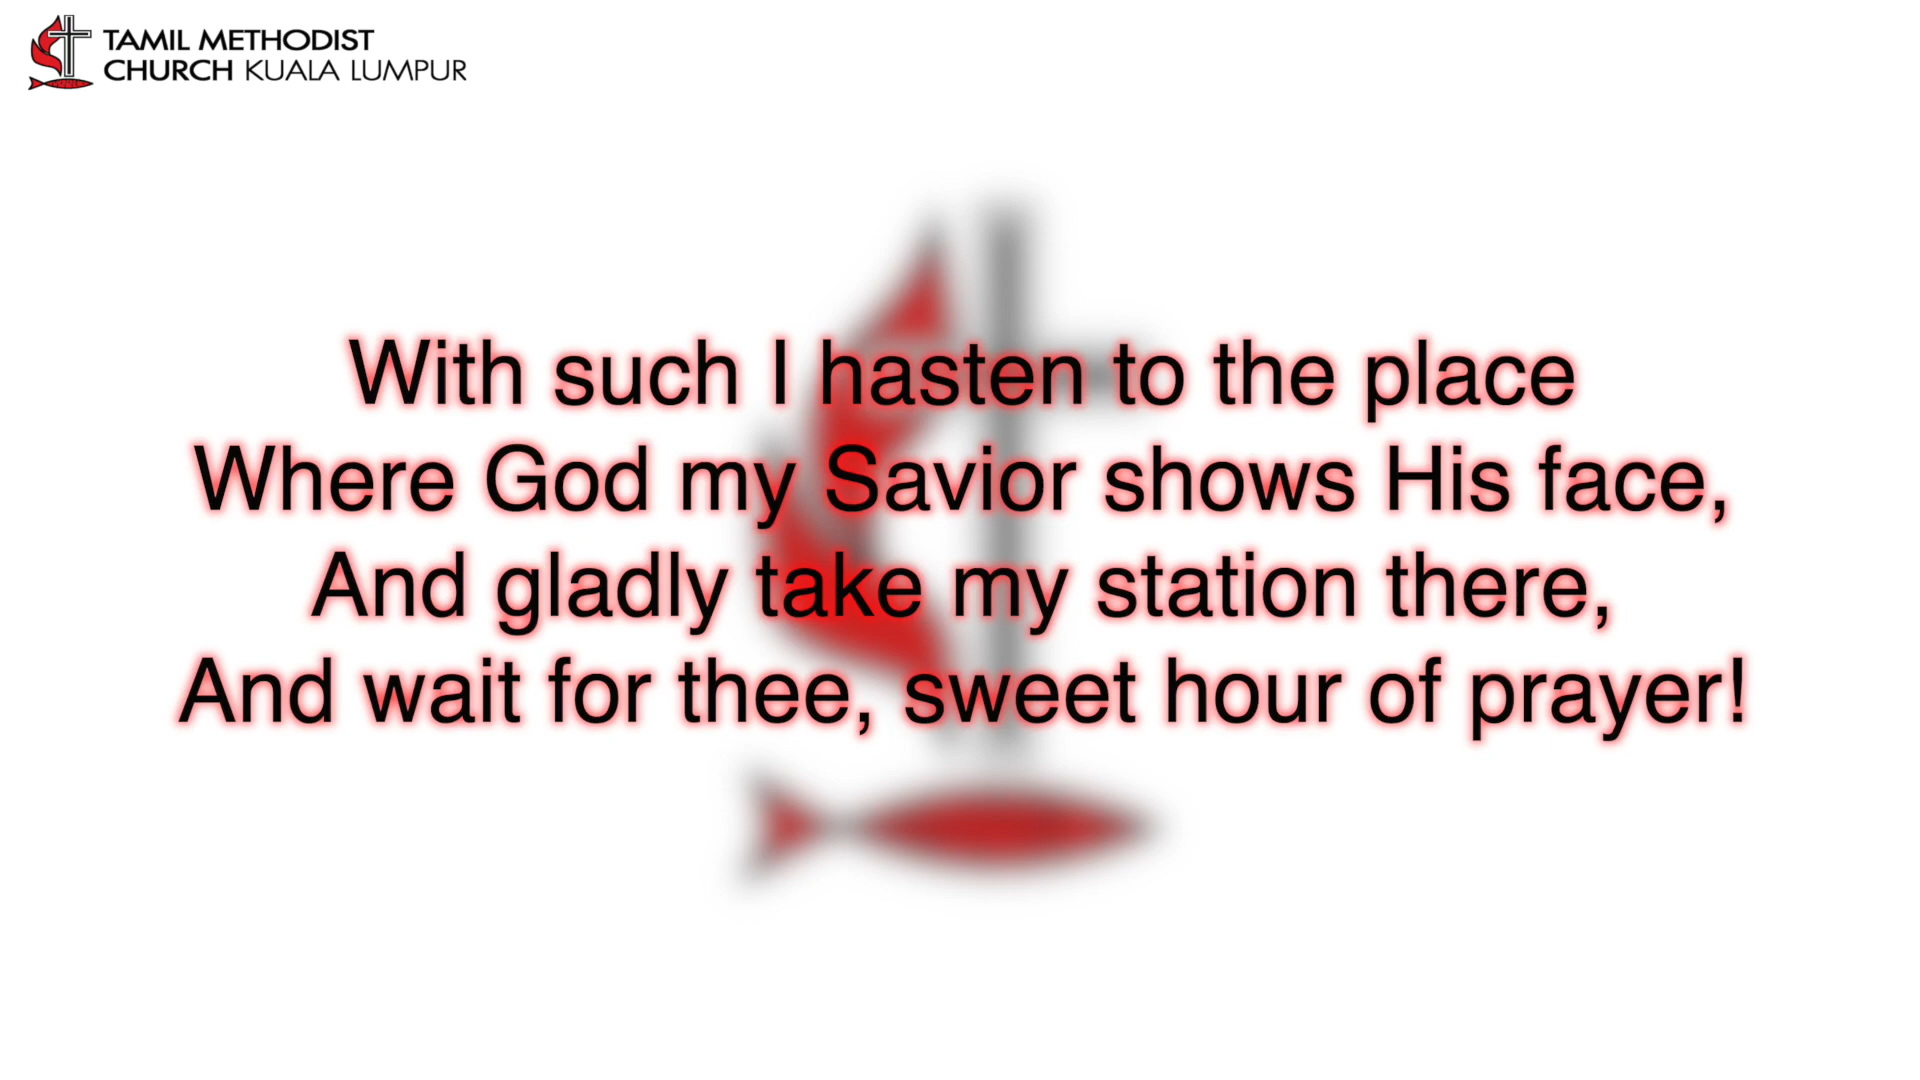 TAMIL METHODIST
CHURCH KUALA LUMPUR
With such I hasten to the place
Where God my Savior shows His face,
And gladly take my station there,
And wait for thee, sweet hour of prayer!